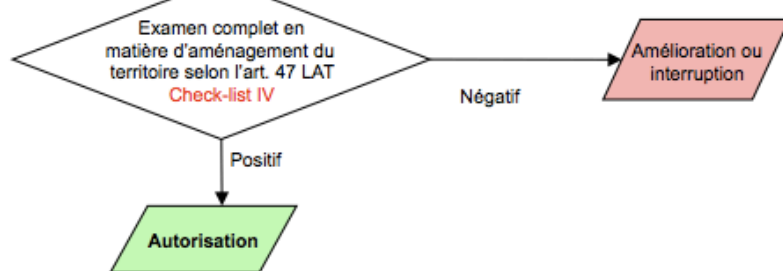 Examen complet en
matière d'aménagement du
territoire selon l'art. 47 LAT
Check-list IV
Amélioration ou
interruption
Négatif
Positif
Autorisation